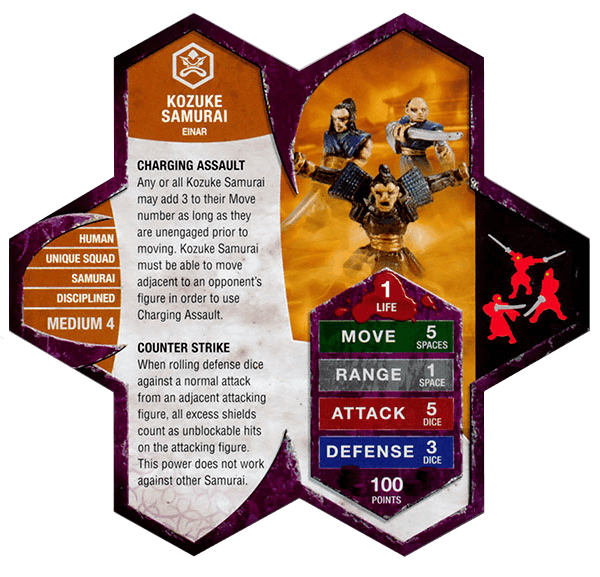 KOZUKE
SAMURAI
EINAR
CHARGING ASSAULT
Any or all Kozuke Samurai
may add 3 to their Move
number as long as they
are unengaged prior to
moving. Kozuke Samurai
must be able to move
adjacent to an opponent's
figure in order to use
Charging Assault.
COUNTER STRIKE
When rolling defense dice
against a normal attack
from an adjacent attacking
figure, all excess shields
count as unblockable hits
on the attacking figure.
This power does not work
against other Samurai.
HUMAN
UNIQUE SQUAD
SAMURAI
DISCIPLINED
MEDIUM 4
1
LIFE
MOVE 5
SPACES
RANGE 1
SPACE
ATTACK 5
DICE
DEFENSE 3
DICE
100
POINTS